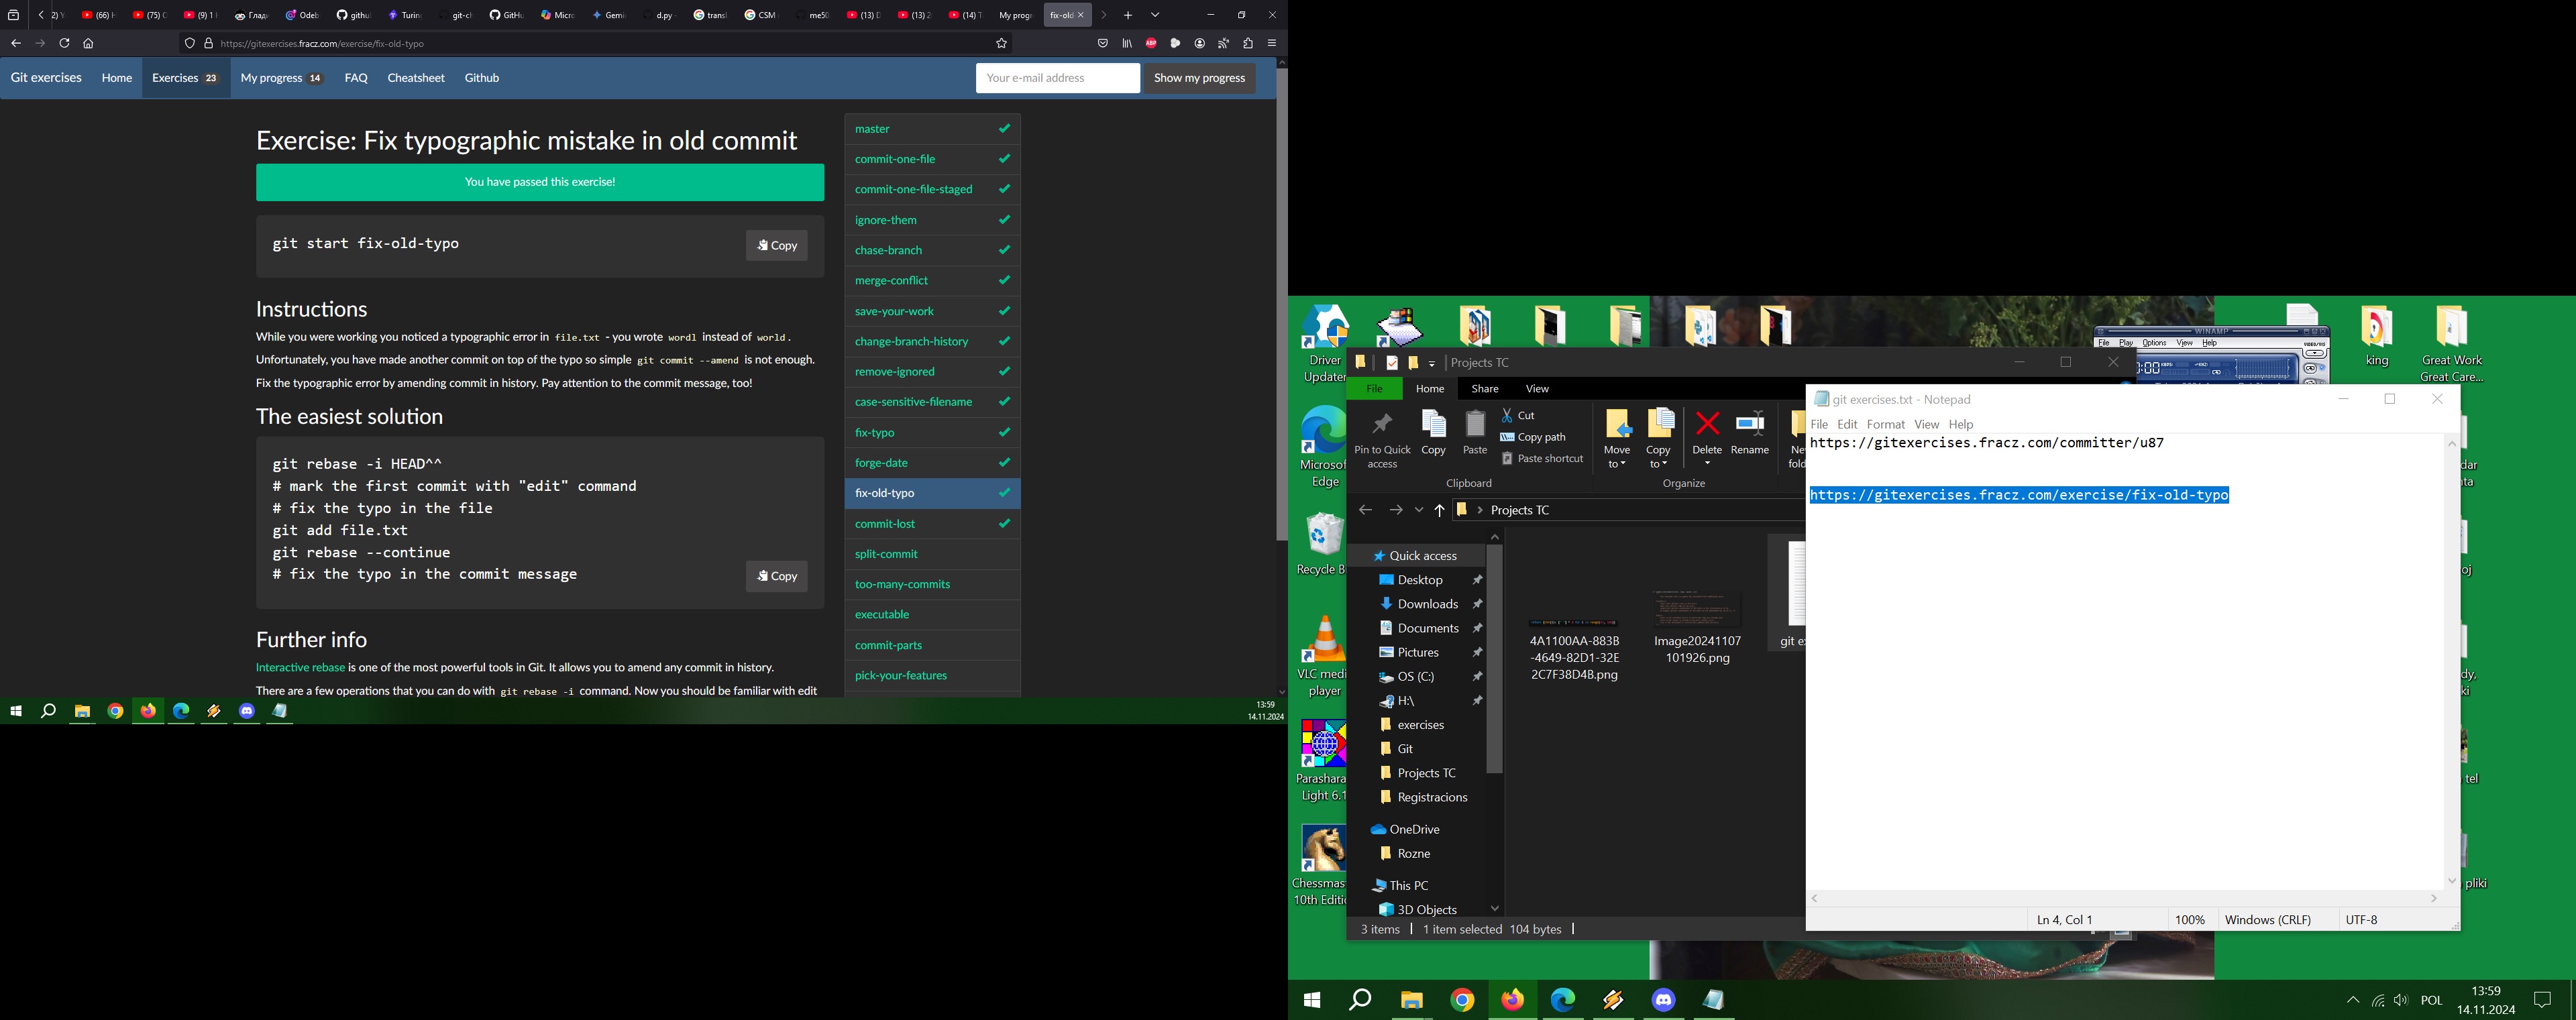 2) Y
(66) H
(75) C
(9) 1 l
Глади
Odeb
githu
Turin
git-cl
GitHu
Micro
Gemi
d.py -
transl
CSM
me50
(13) D
(13) 2
(14) T
My progr
fix-old
https://gitexercises.fracz.com/exercise/fix-old-typo
Git exercises
Home
Exercises 23
My progress 14
FAQ
Cheatsheet
Github
Your e-mail address
Show my progress
Exercise: Fix typographic mistake in old commit
You have passed this exercise!
git start fix-old-typo
Copy
Instructions
While you were working you noticed a typographic error in file.txt - you wrote wordl instead of world.
Unfortunately, you have made another commit on top of the typo so simple git commit --amend is not enough.
Fix the typographic error by amending commit in history. Pay attention to the commit message, too!
The easiest solution
git rebase -i HEAD^^
# mark the first commit with "edit" command
# fix the typo in the file
git add file.txt
git rebase --continue
# fix the typo in the commit message
Copy
Further info
Interactive rebase is one of the most powerful tools in Git. It allows you to amend any commit in history.
There are a few operations that you can do with git rebase -i command. Now you should be familiar with edit
master
commit-one-file
commit-one-file-staged
ignore-them
chase-branch
merge-conflict
save-your-work
change-branch-history
remove-ignored
case-sensitive-filename
fix-typo
forge-date
fix-old-typo
commit-lost
split-commit
too-many-commits
executable
commit-parts
pick-your-features
13:59
14.11.2024
Driver
Updater
Microsof
Edge
Recycle B
VLC medi
player
Parashara
Light 6.1
Chessmas
10th Editi
WINAMP
File Play Options View Help
king
Great Work
Great Care...
Projects TC
File
Home
Share
View
Pin to Quick
access
Copy
Paste
Cut
Copy path
Paste shortcut
Clipboard
Move
to
Copy
to
Delete
Rename
Organize
Projects TC
Quick access
Desktop
Downloads
Documents
Pictures
OS (C:)
H:\
exercises
Git
Projects TC
Registracions
OneDrive
Rozne
This PC
3D Objects
4A1100AA-883B
-4649-82D1-32E
2C7F38D4B.png
Image20241107
101926.png
git ex
3 items
1 item selected 104 bytes
git exercises.txt - Notepad
File Edit Format View Help
https://gitexercises.fracz.com/committer/u87
https://gitexercises.fracz.com/exercise/fix-old-typo
Ln 4, Col 1
100%
Windows (CRLF)
UTF-8
pliki
POL
13:59
14.11.2024